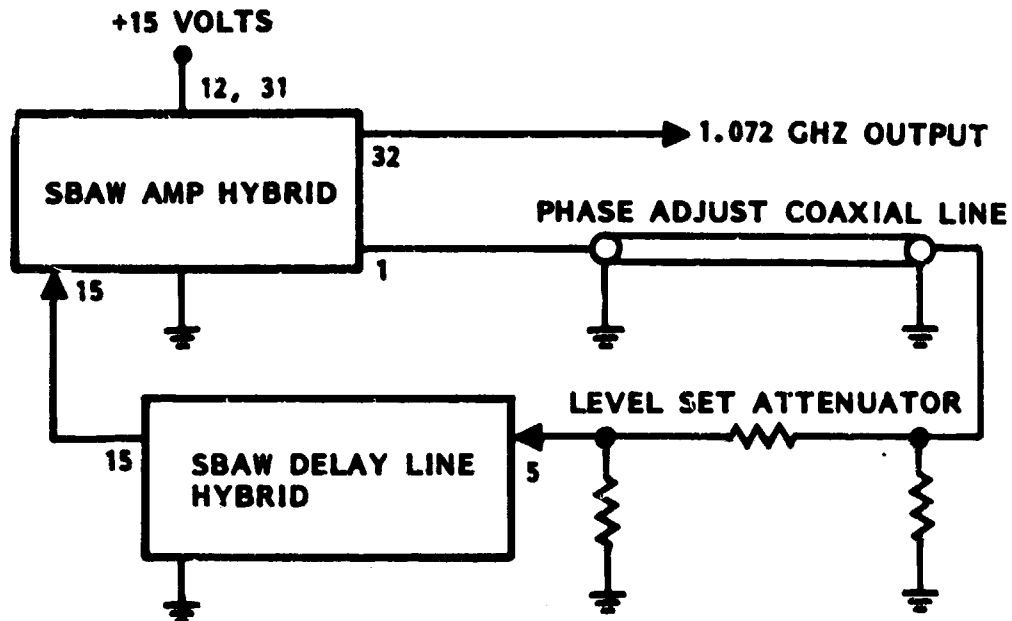 +15 VOLTS
12, 31
32
1.072 GHZ OUTPUT
SBAW AMP HYBRID
PHASE ADJUST COAXIAL LINE
1
15
LEVEL SET ATTENUATOR
15
SBAW DELAY LINE
HYBRID
5